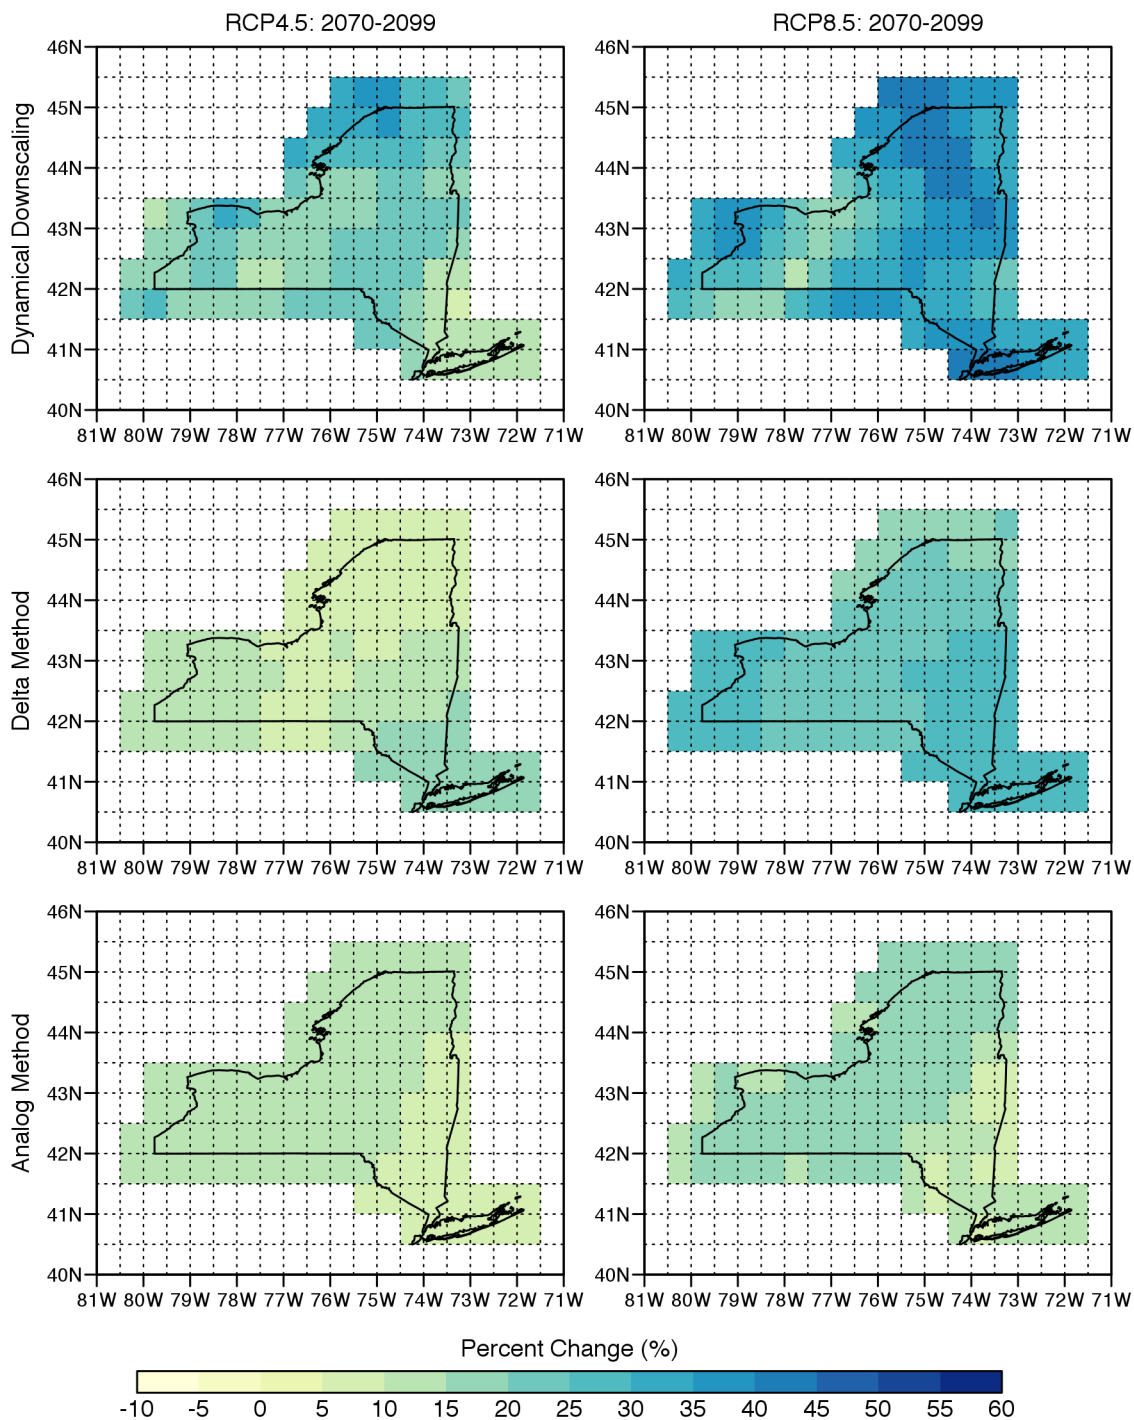 RCP4.5: 2070-2099 RCP8.5: 2070-2099
Dynamical Downscaling
46N 46N
45N 45N
44N 44N
43N 43N
42N 42N
41N 41N
40N 40N
81W 80W 79W 78W 77W 76W 75W 74W 73W 72W 71W 81W 80W 79W 78W 77W 76W 75W 74W 73W 72W 71W
Delta Method
46N 46N
45N 45N
44N 44N
43N 43N
42N 42N
41N 41N
40N 40N
81W 80W 79W 78W 77W 76W 75W 74W 73W 72W 71W 81W 80W 79W 78W 77W 76W 75W 74W 73W 72W 71W
Analog Method
46N 46N
45N 45N
44N 44N
43N 43N
42N 42N
41N 41N
40N 40N
81W 80W 79W 78W 77W 76W 75W 74W 73W 72W 71W 81W 80W 79W 78W 77W 76W 75W 74W 73W 72W 71W
Percent Change (%)
-10 -5 0 5 10 15 20 25 30 35 40 45 50 55 60